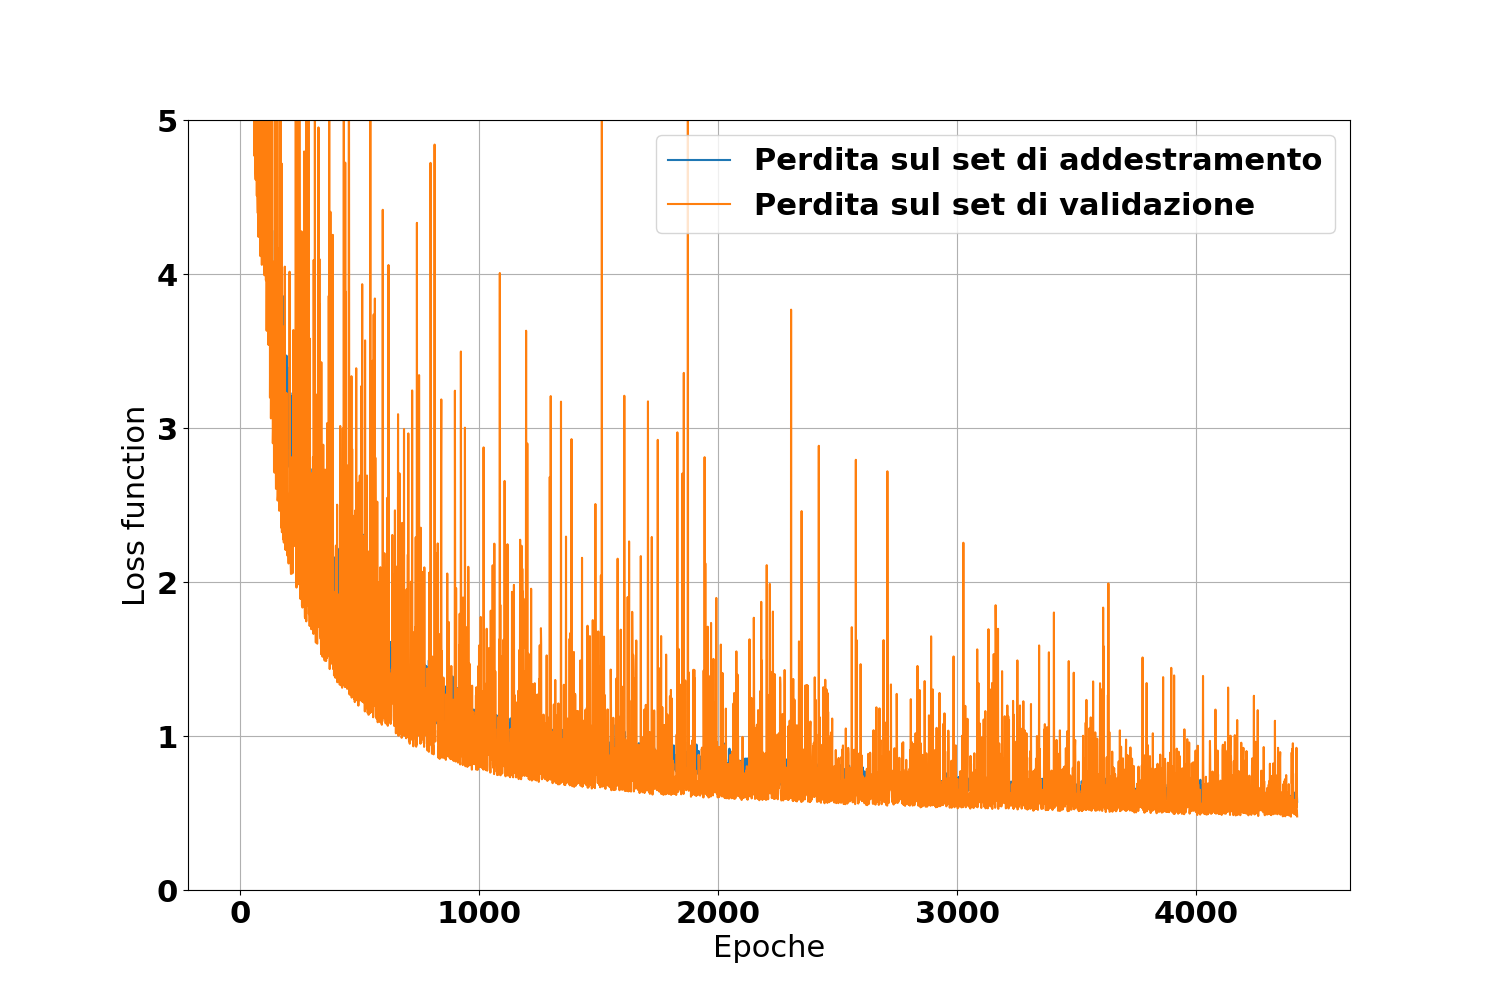 Perdita sul set di addestramento
Perdita sul set di validazione
Loss function
5
4
3
2
1
0
0 1000 2000 3000 4000
Epoche